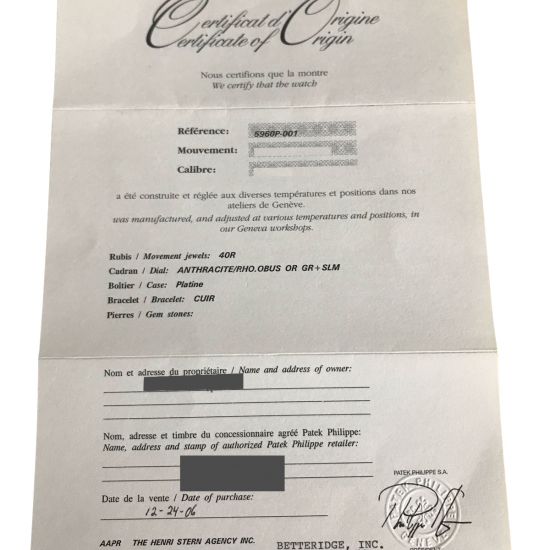 Certificat d'Origine
Certificate of Origin
Nous certifions que la montre
We certify that the watch
Référence: 5960P-001
Mouvement:
Calibre:
a été construite et réglée aux diverses températures et positions dans nos
ateliers de Genève.
was manufactured, and adjusted at various temperatures and positions, in
our Geneva workshops.
Rubis / Movement jewels: 40R
Cadran / Dial: ANTHRACITE/RHO.OBUS OR GR+SLM
Boîtier / Case: Platine
Bracelet / Bracelet: CUIR
Pierres / Gem stones:
Nom et adresse du propriétaire / Name and address of owner:
Nom, adresse et timbre du concessionnaire agréé Patek Philippe:
Name, address and stamp of authorized Patek Philippe retailer:
PATEK PHILIPPE S.A.
Date de la vente / Date of purchase:
12-24-06
PATEK PHILIPPE
GENEVE
AAPR THE HENRI STERN AGENCY INC.
BETTERIDGE, INC.